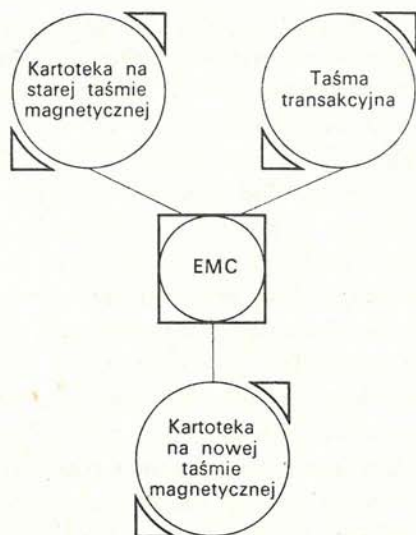 Kartoteka na
starej taśmie
magnetycznej
Taśma
transakcyjna
EMC
Kartoteka
na nowej
taśmie
magnetycznej